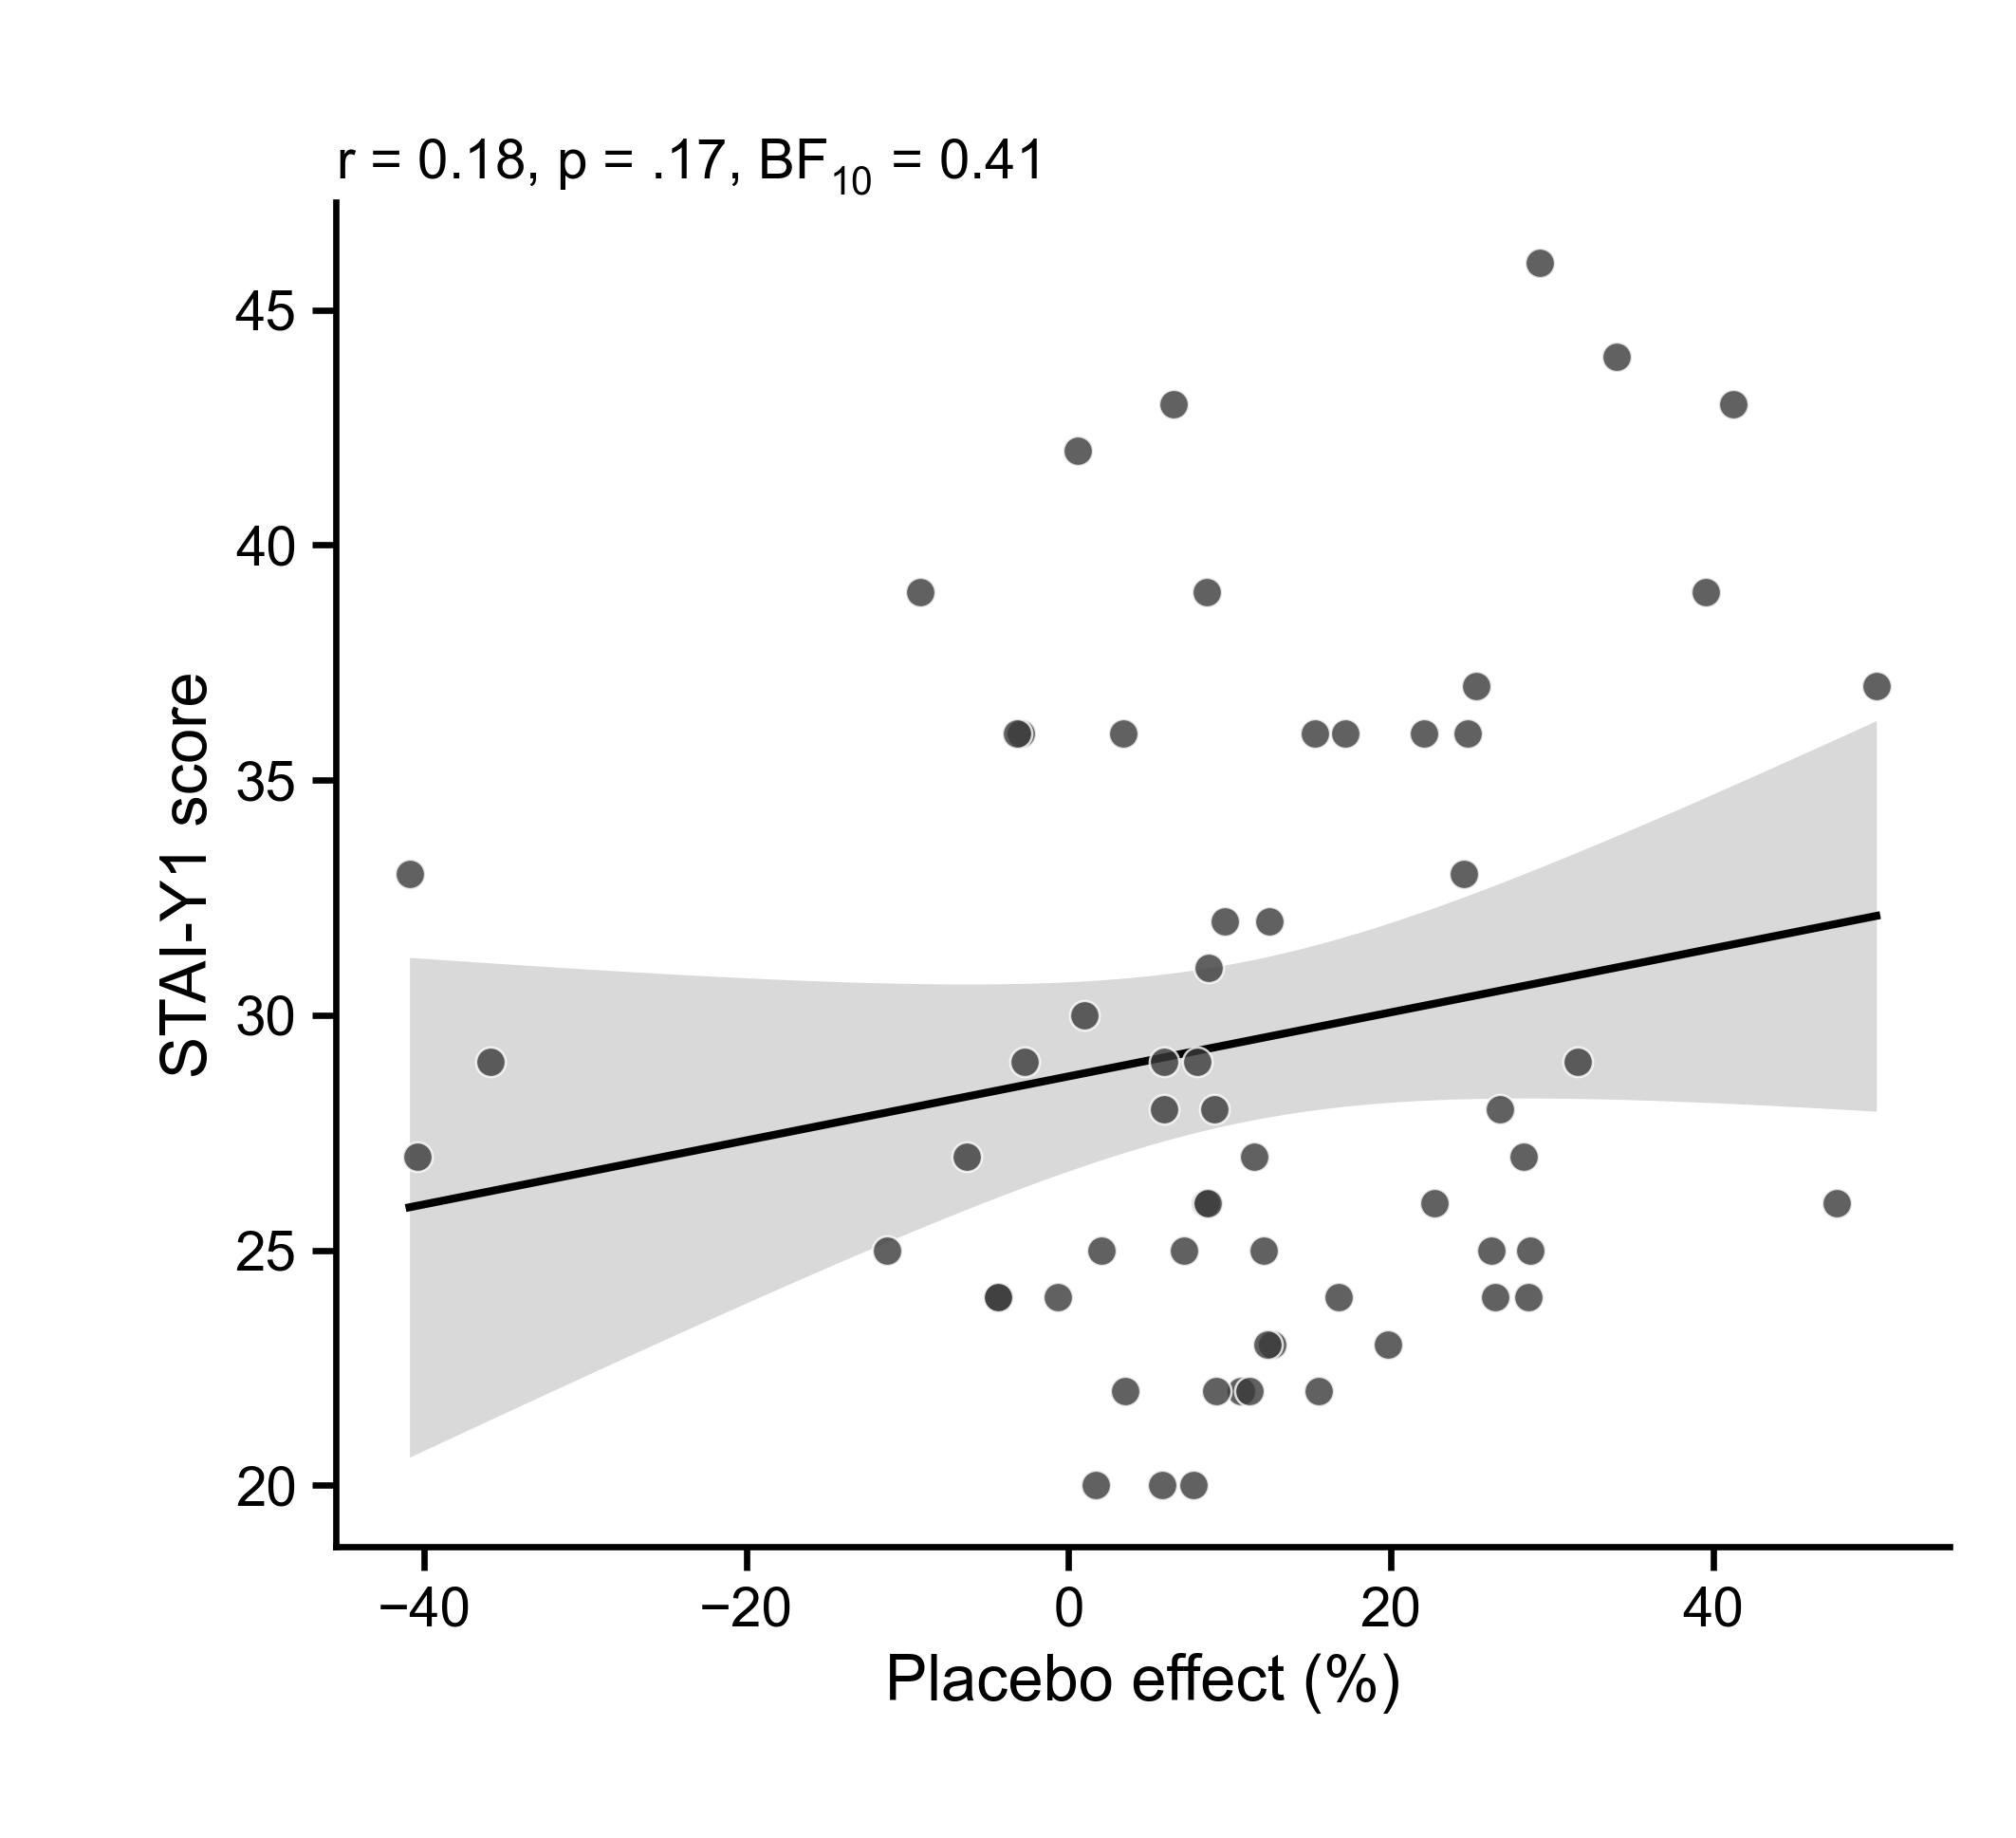 r = 0.18, p = .17, BF₁₀ = 0.41
45
40
35
30
25
20
STAI-Y1 score
−40 −20 0 20 40
Placebo effect (%)